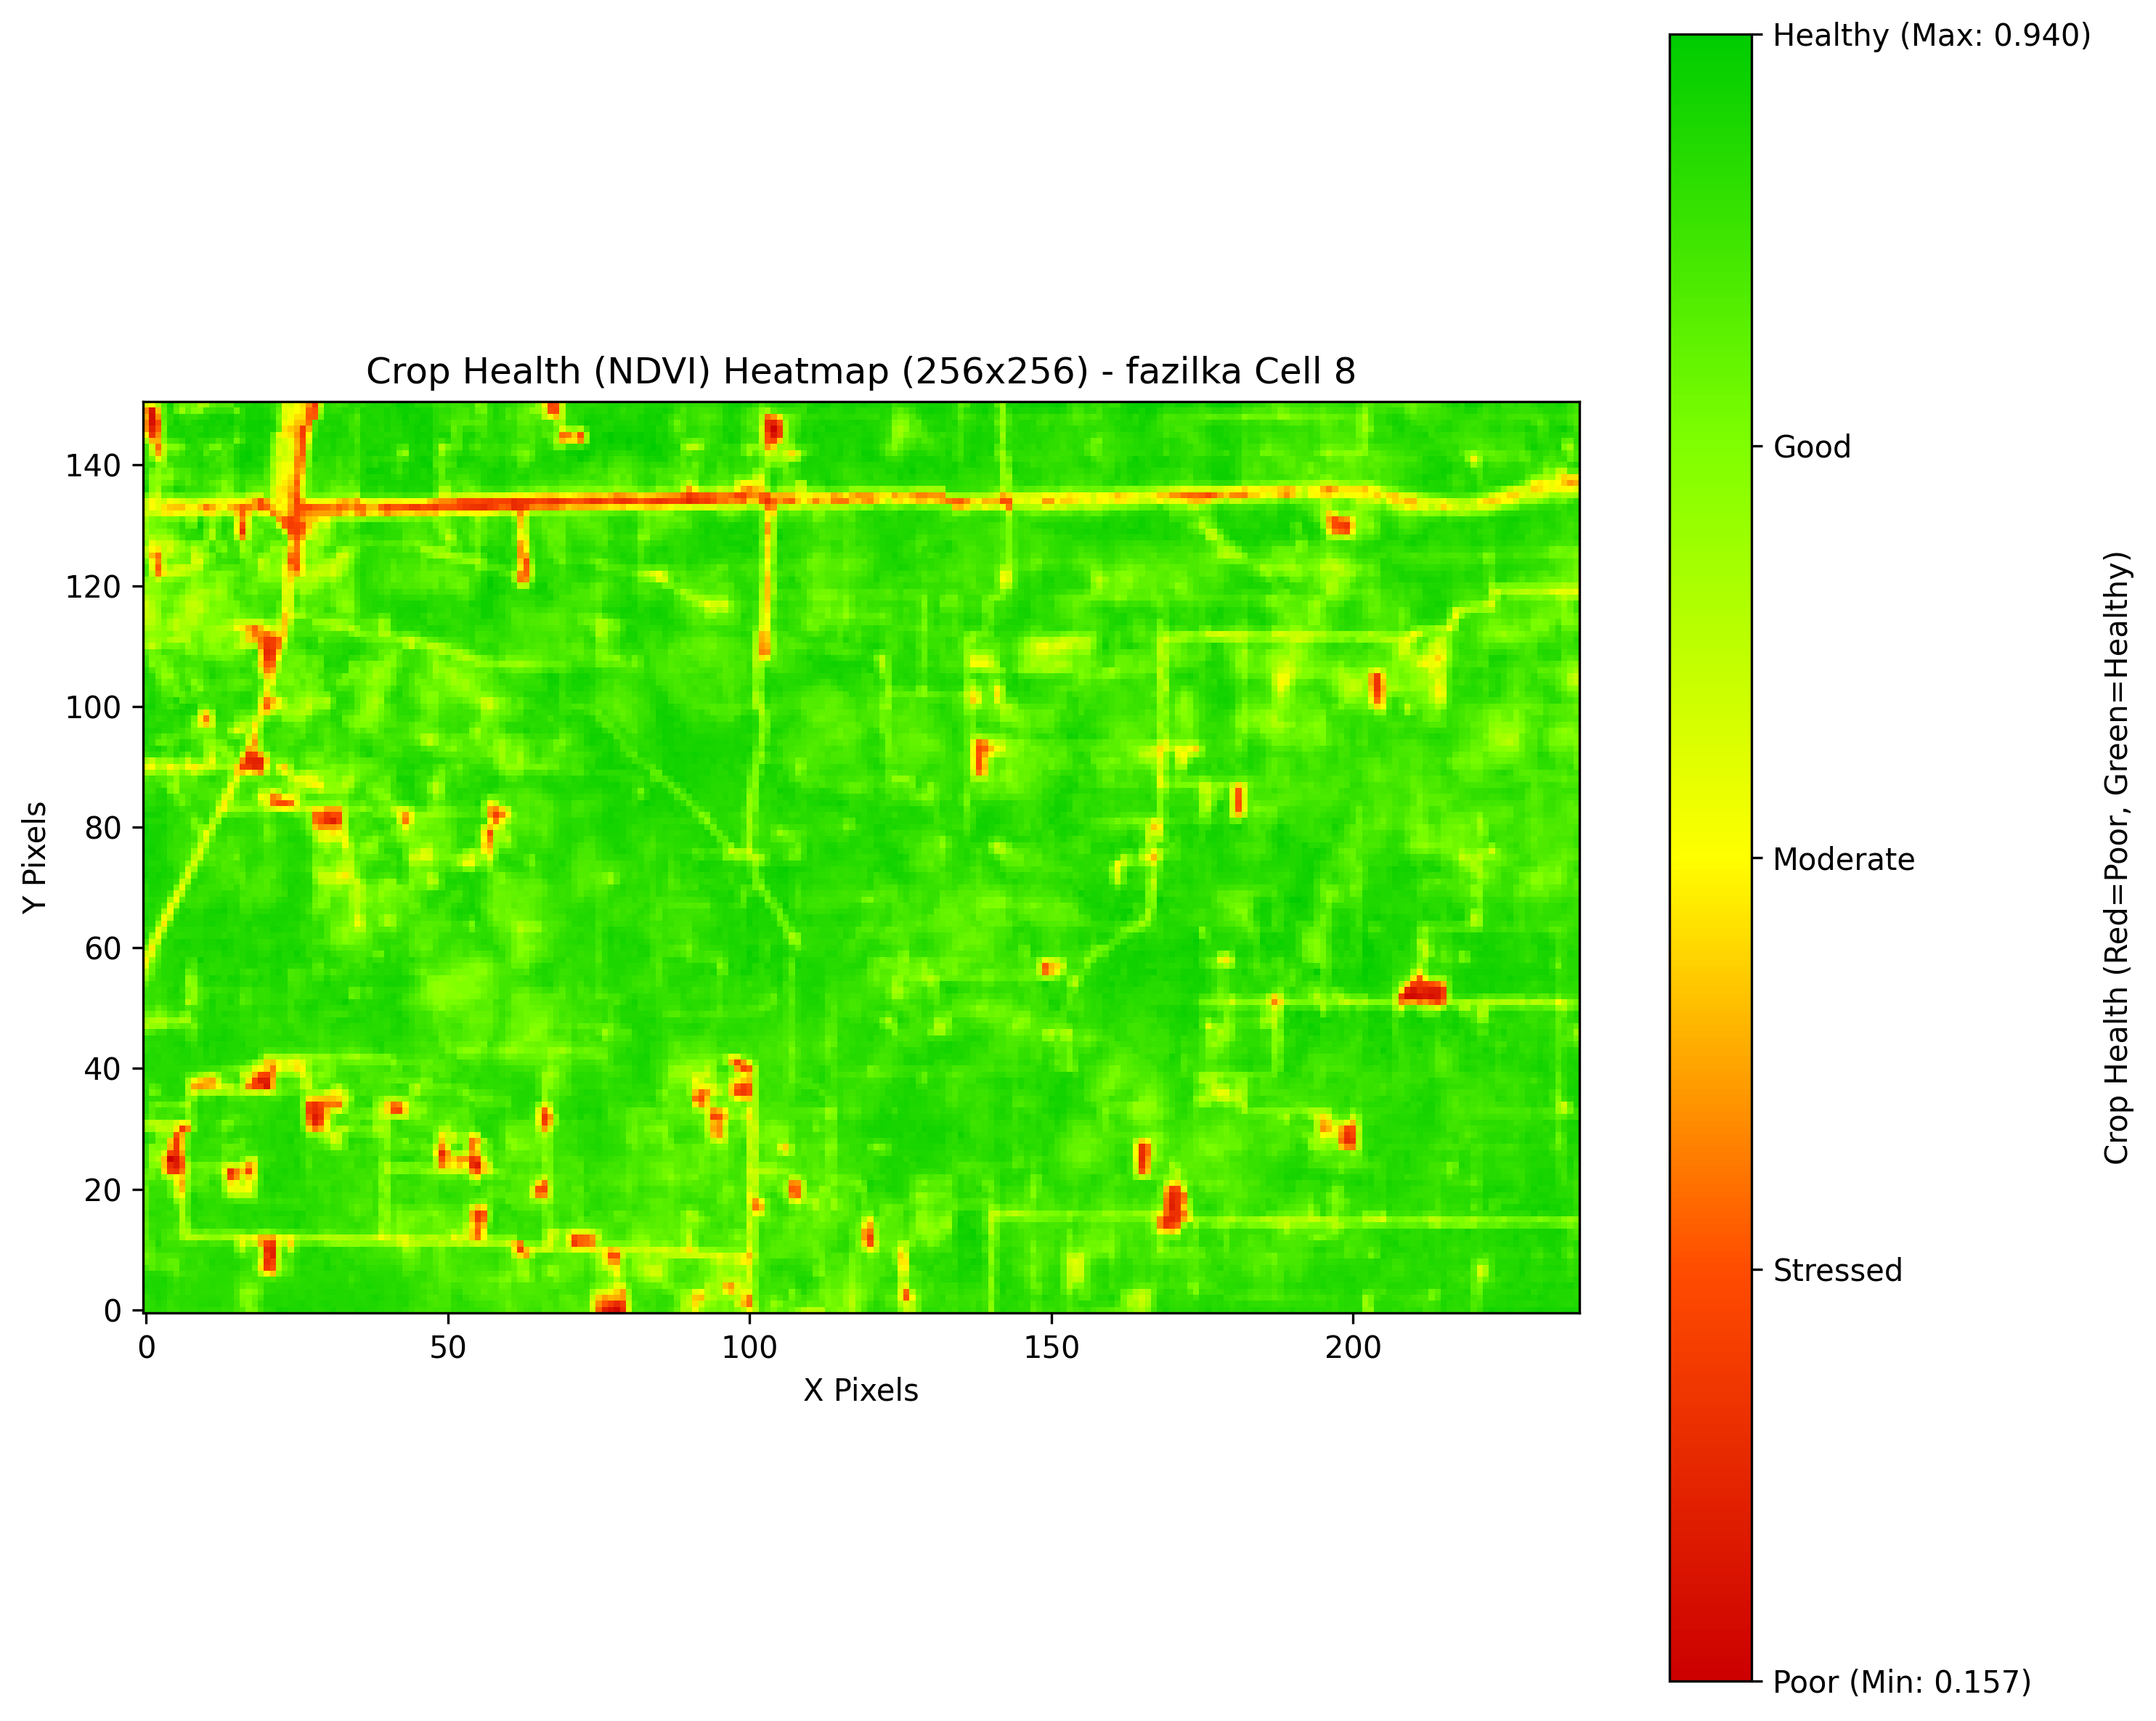 Crop Health (NDVI) Heatmap (256x256) - fazilka Cell 8
Y Pixels
140
120
100
80
60
40
20
0
0 50 100 150 200
X Pixels
Healthy (Max: 0.940)
Good
Moderate
Stressed
Poor (Min: 0.157)
Crop Health (Red=Poor, Green=Healthy)